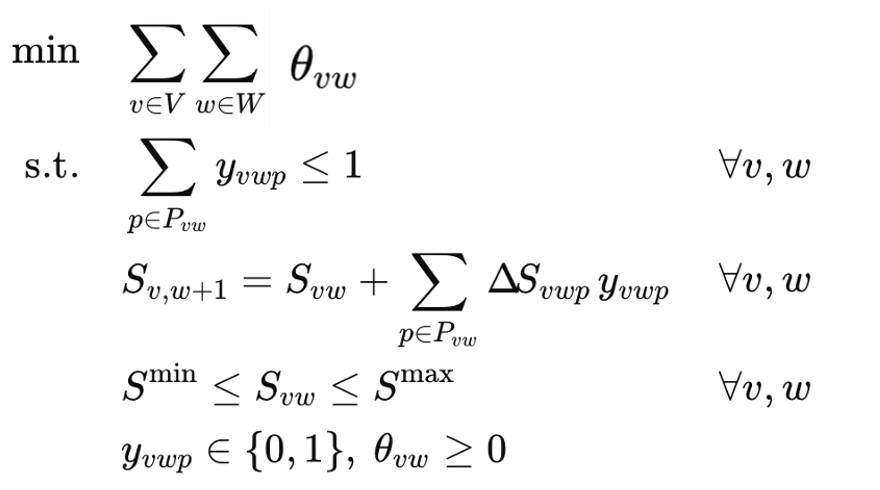 min ∑_{v∈V} ∑_{w∈W} θ_{vw}
s.t. ∑_{p∈P_{vw}} y_{vwp} ≤ 1 ∀v, w
S_{v,w+1} = S_{vw} + ∑_{p∈P_{vw}} ΔS_{vwp} y_{vwp} ∀v, w
S^{min} ≤ S_{vw} ≤ S^{max} ∀v, w
y_{vwp} ∈ {0, 1}, θ_{vw} ≥ 0